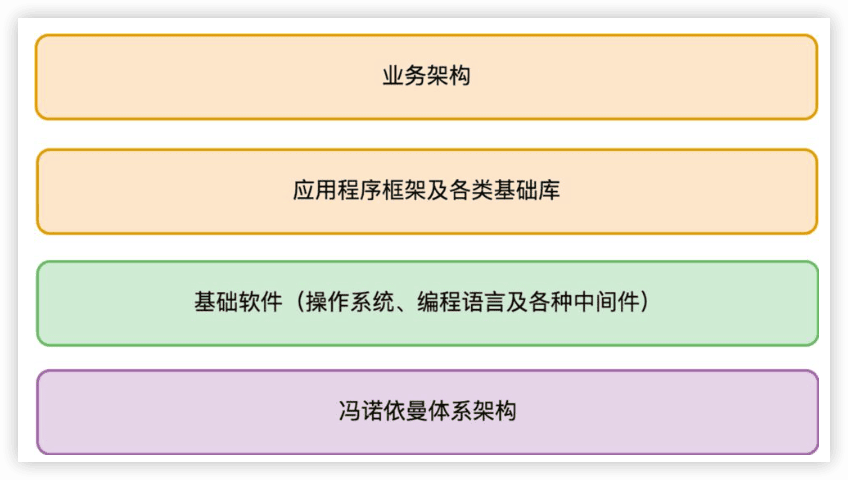 业务架构
应用程序框架及各类基础库
基础软件（操作系统、编程语言及各种中间件）
冯诺依曼体系架构